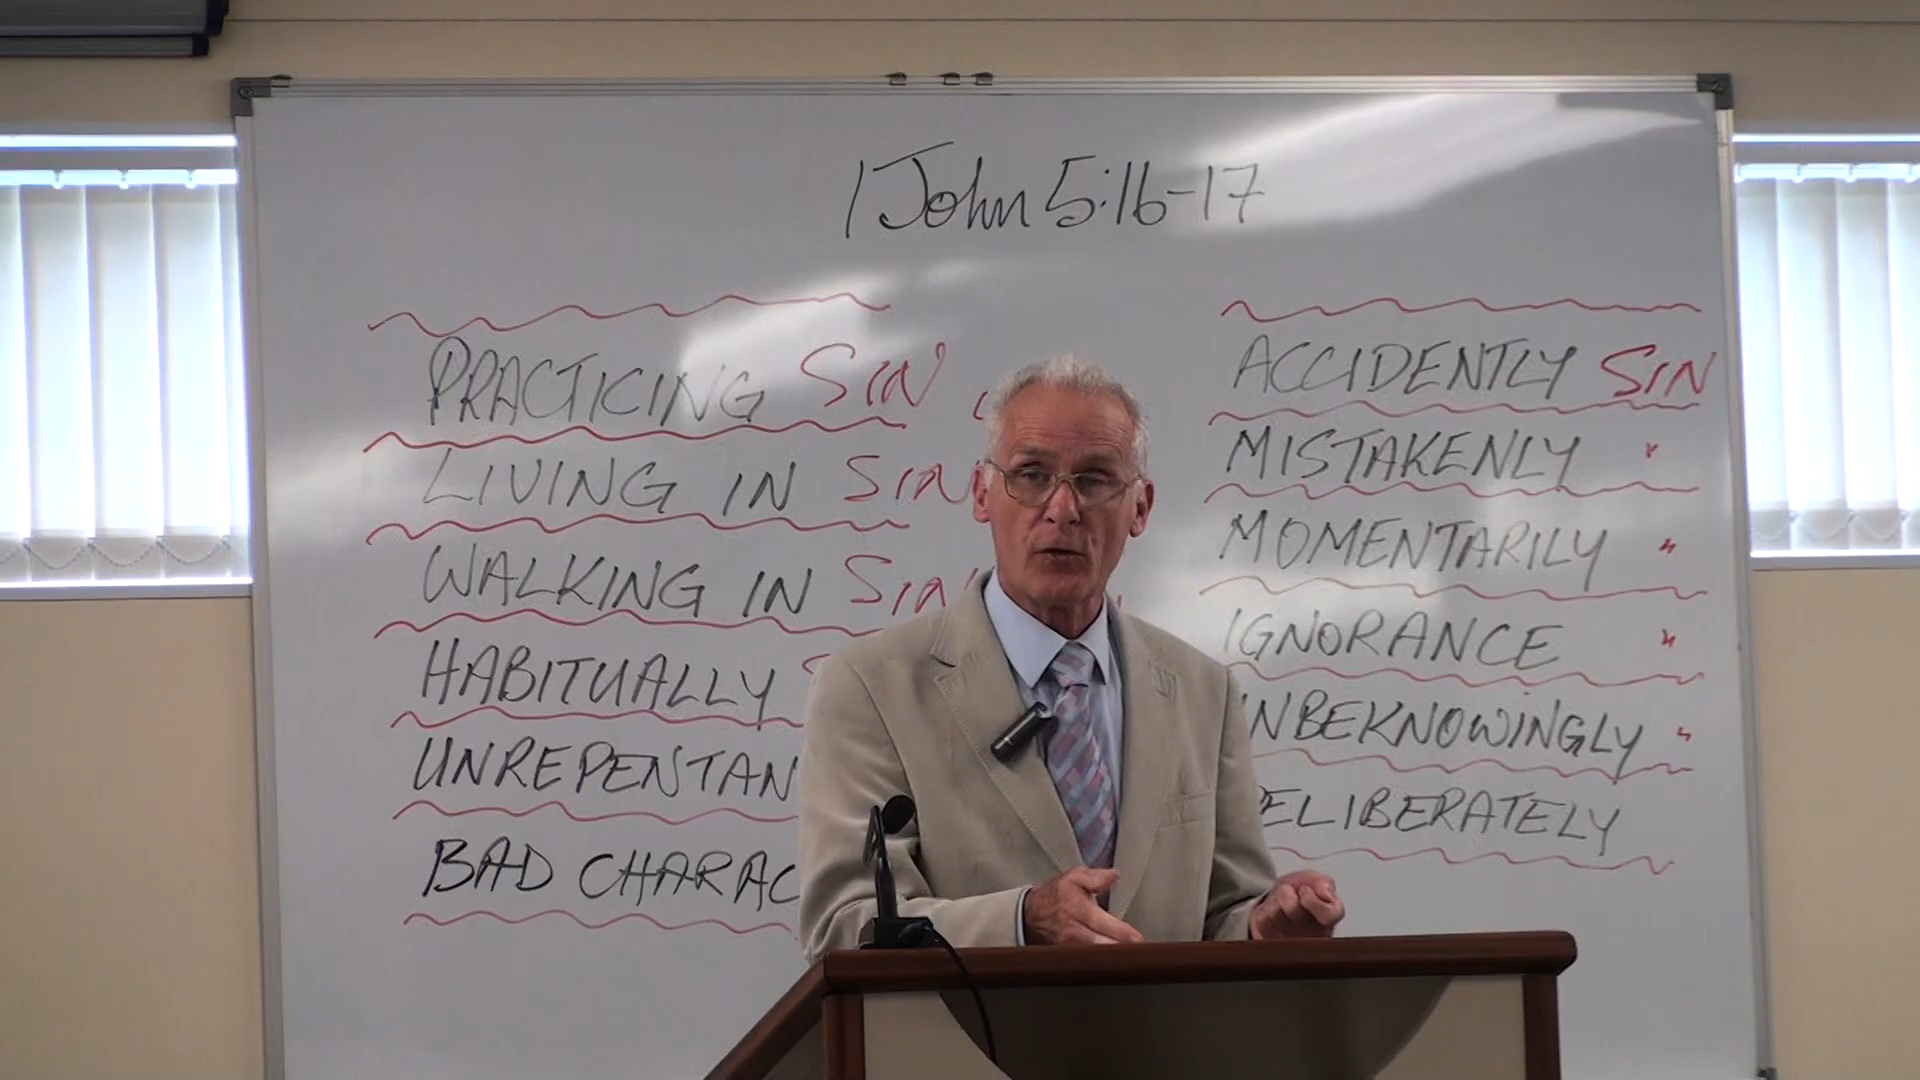 1 John 5:16-17
PRACTICING SIN
LIVING IN SIN
WALKING IN SIN
HABITUALLY
UNREPENTAN
BAD CHARAC
ACCIDENTLY SIN
MISTAKENLY "
MOMENTARILY "
IGNORANCE "
NBEKNOWINGLY "
ELIBERATELY